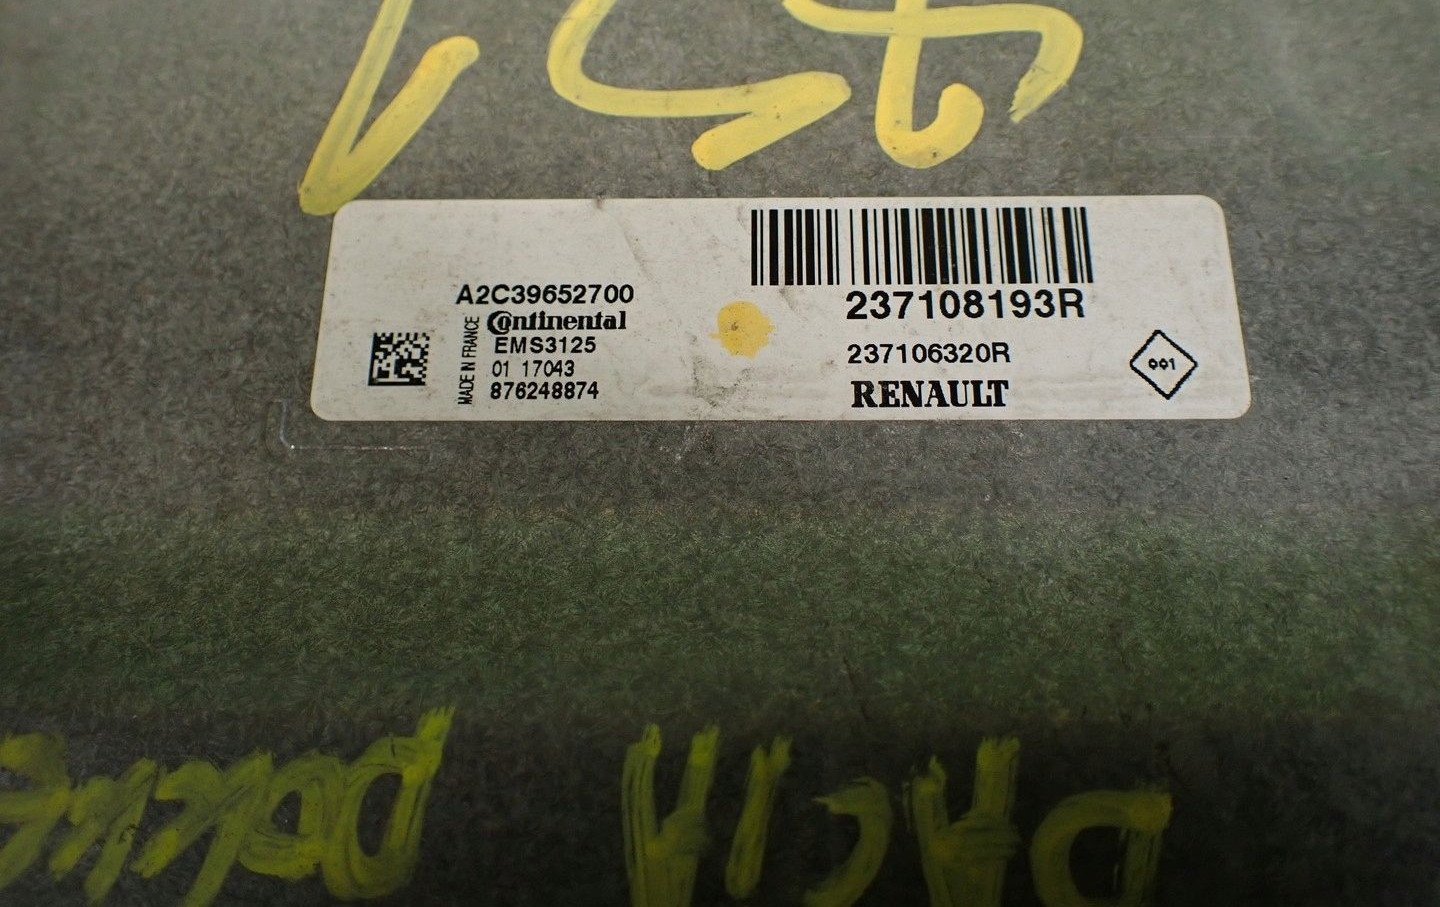 A2C39652700
Continental
MADE IN FRANCE
EMS3125
01 17043
876248874
237108193R
237106320R
RENAULT
001
DACIA